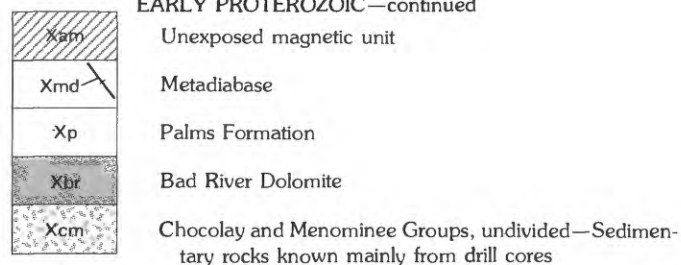 EARLY PROTEROZOIC—continued
Xam Unexposed magnetic unit
Xmd Metadiabase
Xp Palms Formation
Xbr Bad River Dolomite
Xcm Chocolay and Menominee Groups, undivided—Sedimen-
tary rocks known mainly from drill cores